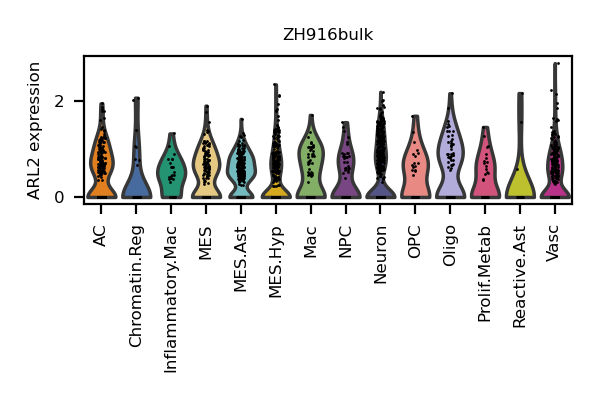 ZH916bulk
ARL2 expression
2
0
AC
Chromatin.Reg
Inflammatory.Mac
MES
MES.Ast
MES.Hyp
Mac
NPC
Neuron
OPC
Oligo
Prolif.Metab
Reactive.Ast
Vasc